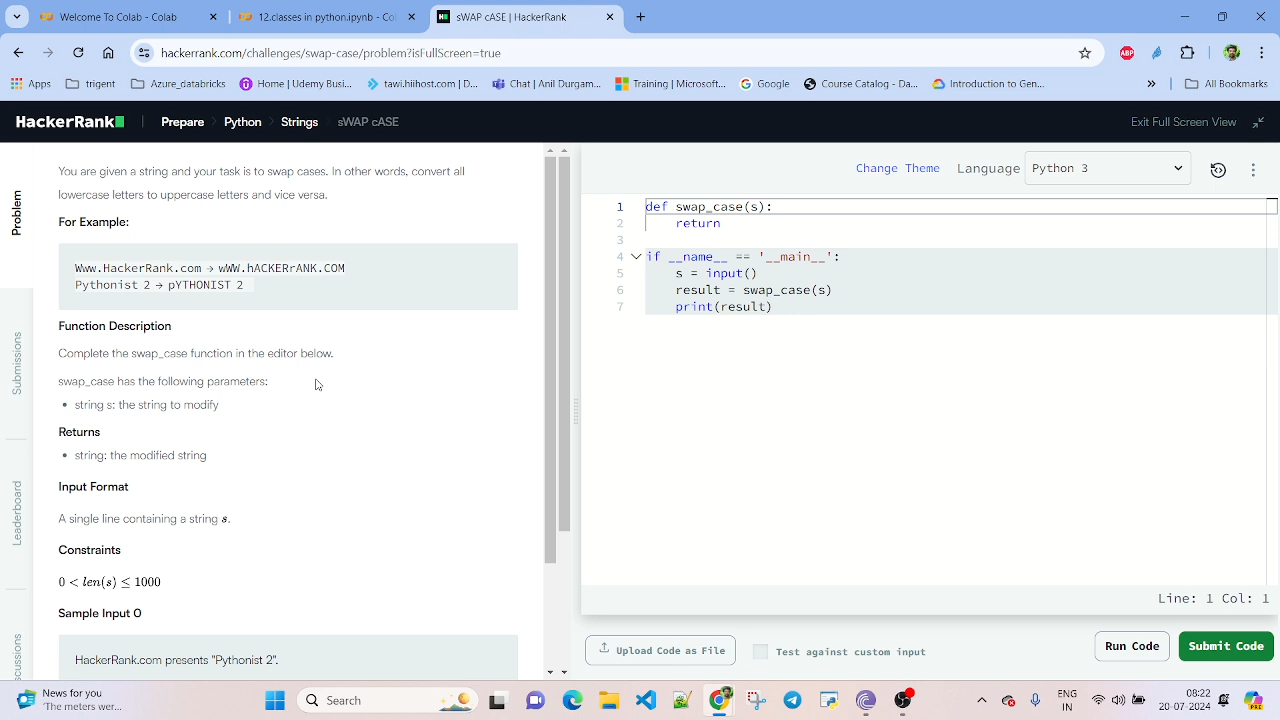 Welcome To Colab - Colab
12.classes in python.ipynb - Co
sWAP cASE | HackerRank
hackerrank.com/challenges/swap-case/problem?isFullScreen=true
ABP
Apps
trigent
Azure_databricks
Home | Udemy Busi...
tawi.hiihost.com | D...
Chat | Anil Durgam...
Training | Microsoft...
Google
Course Catalog - Da...
Introduction to Gen...
All Bookmarks
HackerRank
Prepare > Python > Strings > sWAP cASE
Exit Full Screen View
Problem
Submissions
Leaderboard
You are given a string and your task is to swap cases. In other words, convert all
lowercase letters to uppercase letters and vice versa.
For Example:
Www.HackerRank.com → wWW.hACKERrANK.COM
Pythonist 2 → pYTHONIST 2
Function Description
Complete the swap_case function in the editor below.
swap_case has the following parameters:
• string s: the string to modify
Returns
• string: the modified string
Input Format
A single line containing a string s.
Constraints
0 < len(s) ≤ 1000
Sample Input 0
HackerRank.com presents "Pythonist 2".
Change Theme
Language
Python 3
1 def swap_case(s):
2 return
3
4 if __name__ == '__main__':
5 s = input()
6 result = swap_case(s)
7 print(result)
Line: 1 Col: 1
Upload Code as File
Test against custom input
Run Code
Submit Code
News for you
'The meters wer...
Search
ENG
IN
08:22
20-07-2024